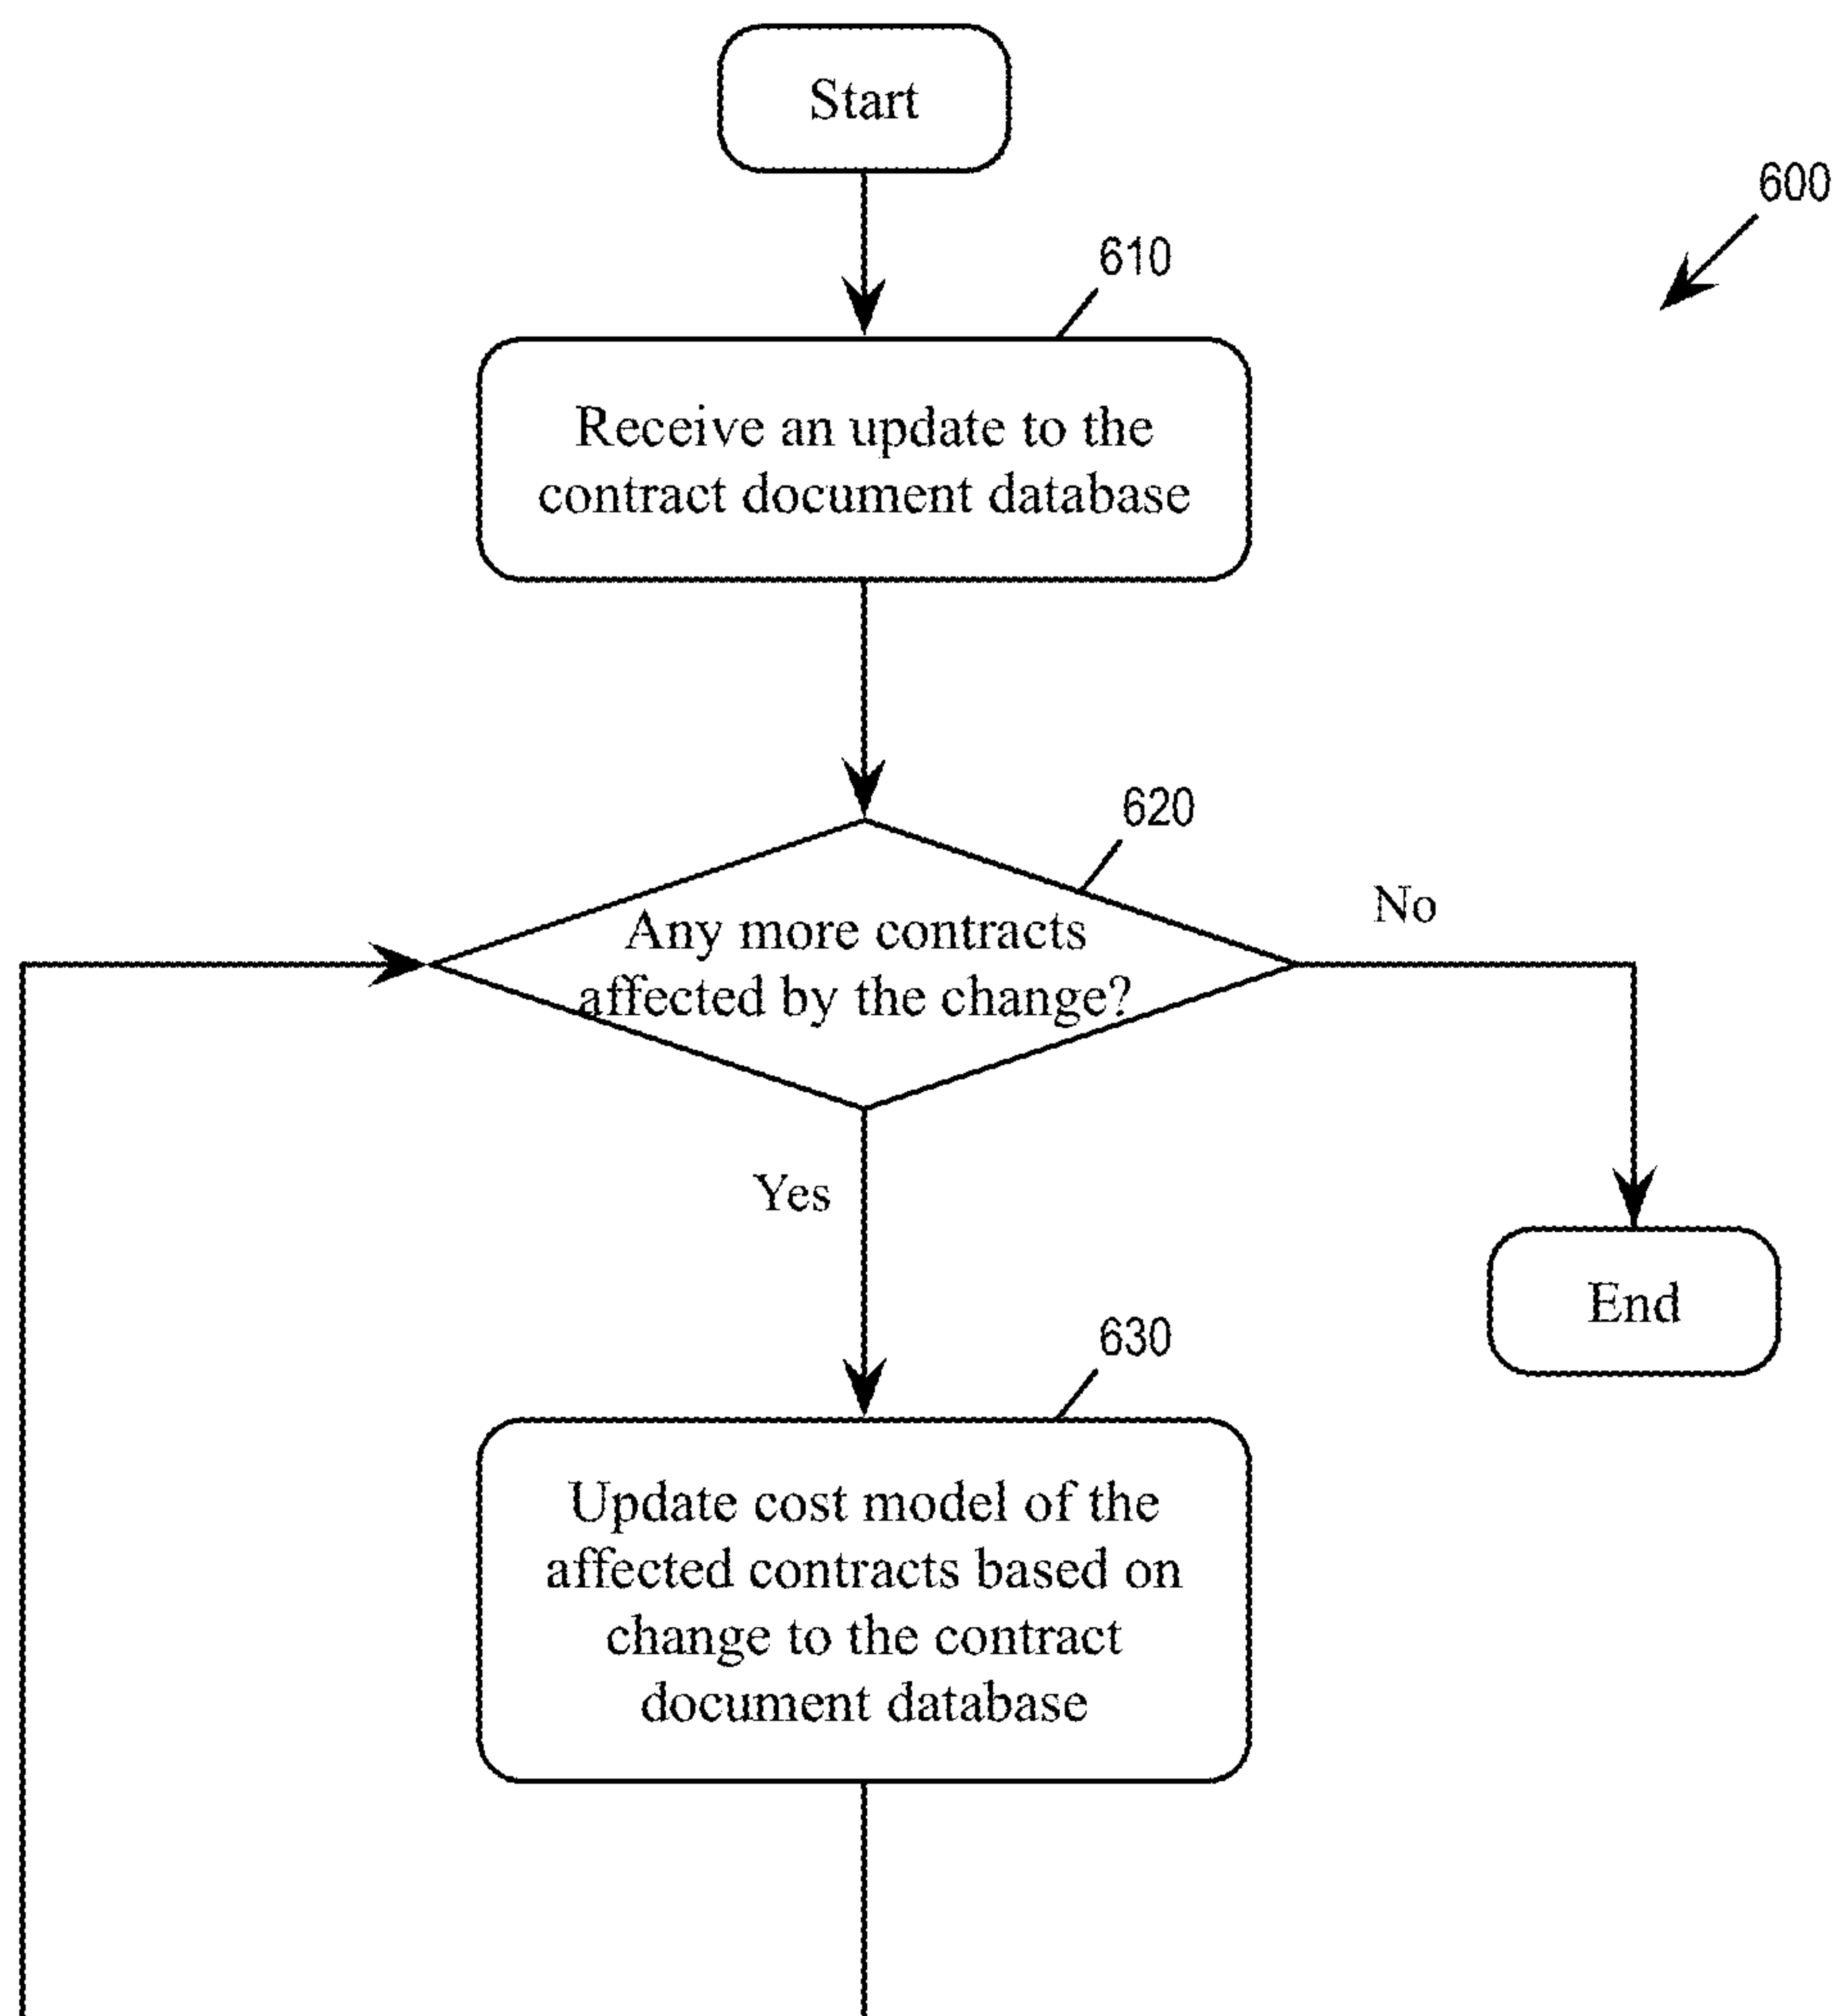 Start
600
610
Receive an update to the
contract document database
620
Any more contracts
affected by the change?
No
Yes
End
630
Update cost model of the
affected contracts based on
change to the contract
document database